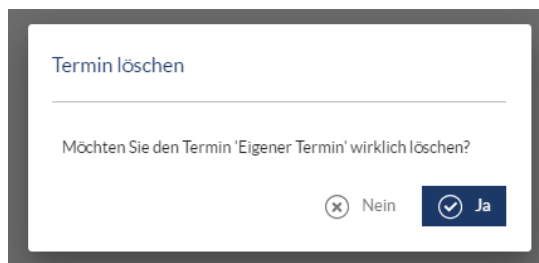 Termin löschen
Möchten Sie den Termin 'Eigener Termin' wirklich löschen?
Nein Ja